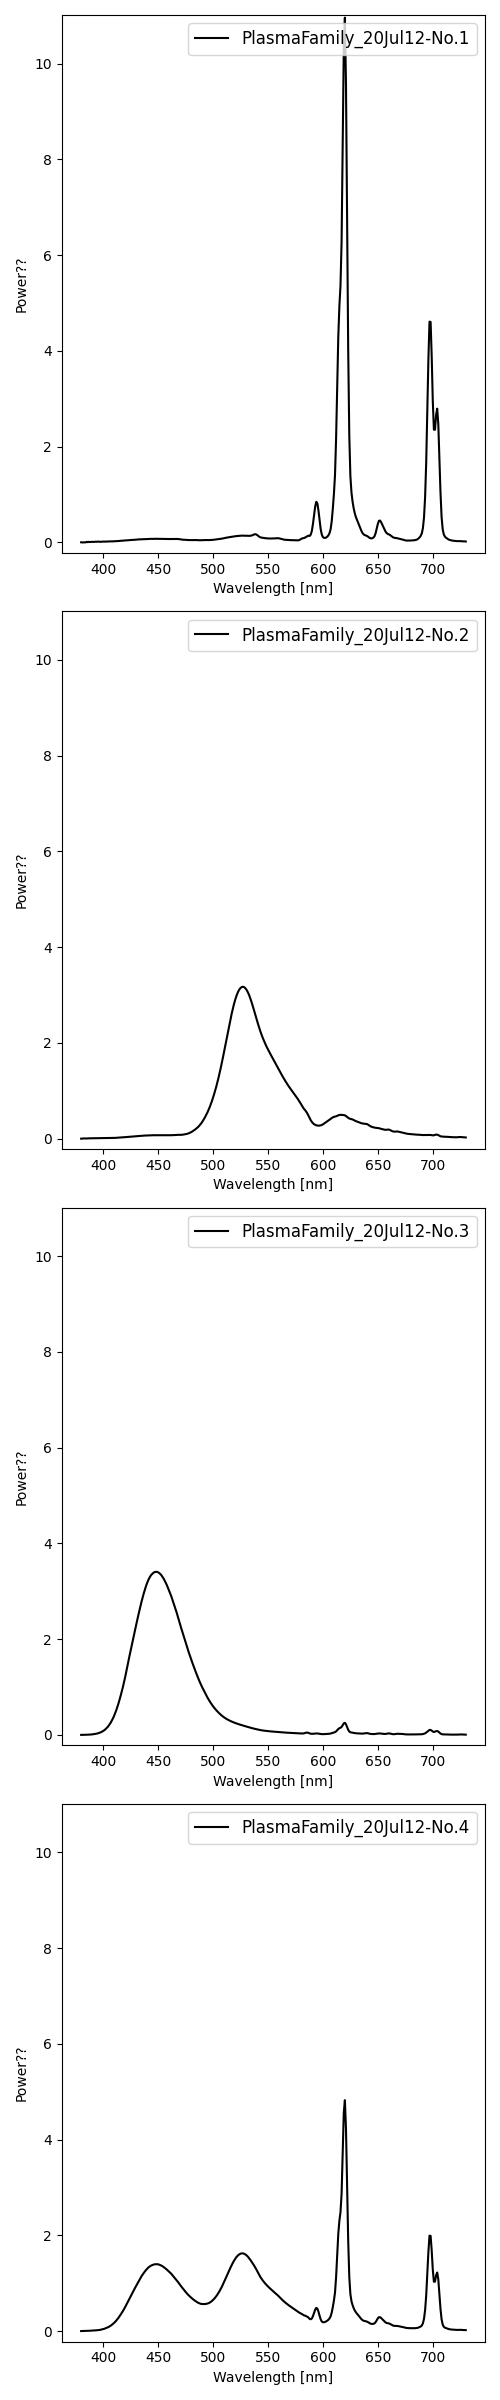 PlasmaFamily_20Jul12-No.1
10
8
6
4
2
0
Power??
400 450 500 550 600 650 700
Wavelength [nm]
PlasmaFamily_20Jul12-No.2
10
8
6
4
2
0
Power??
400 450 500 550 600 650 700
Wavelength [nm]
PlasmaFamily_20Jul12-No.3
10
8
6
4
2
0
Power??
400 450 500 550 600 650 700
Wavelength [nm]
PlasmaFamily_20Jul12-No.4
10
8
6
4
2
0
Power??
400 450 500 550 600 650 700
Wavelength [nm]